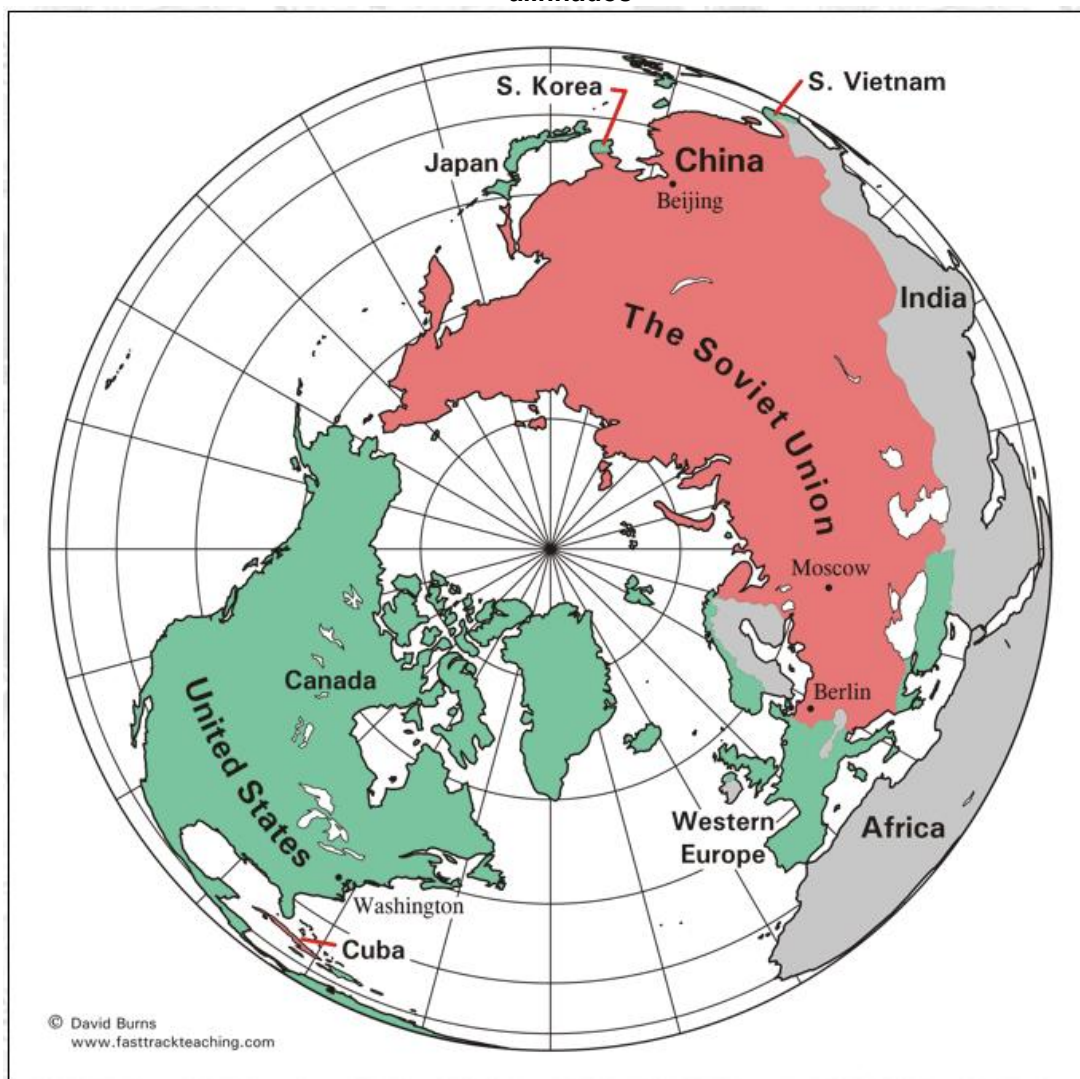 S. Korea
S. Vietnam
Japan
China
Beijing
India
The Soviet Union
Moscow
Canada
Berlin
United States
Western
Europe
Africa
Washington
Cuba
© David Burns
www.fasttrackteaching.com